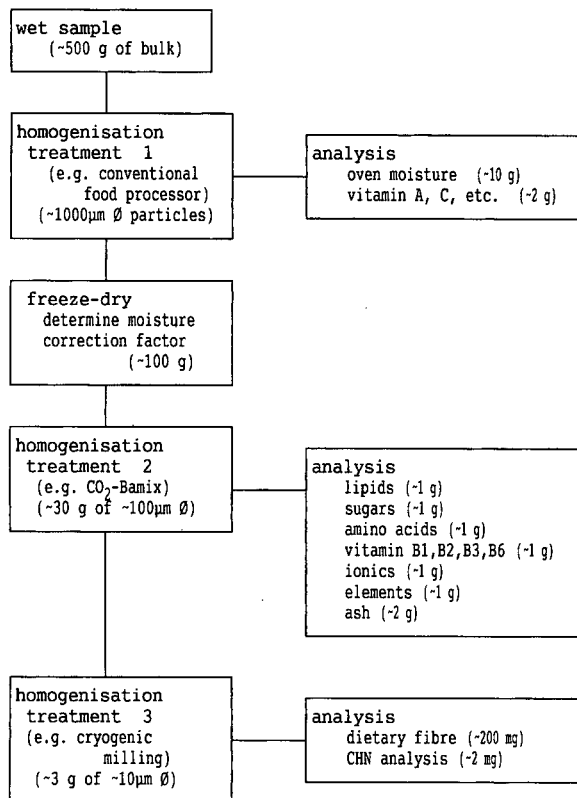 wet sample
(~500 g of bulk)
homogenisation
treatment 1
(e.g. conventional
food processor)
(~1000µm Ø particles)
analysis
oven moisture (~10 g)
vitamin A, C, etc. (~2 g)
freeze-dry
determine moisture
correction factor
(~100 g)
homogenisation
treatment 2
(e.g. CO₂-Bamix)
(~30 g of ~100µm Ø)
analysis
lipids (~1 g)
sugars (~1 g)
amino acids (~1 g)
vitamin B1,B2,B3,B6 (~1 g)
ionics (~1 g)
elements (~1 g)
ash (~2 g)
homogenisation
treatment 3
(e.g. cryogenic
milling)
(~3 g of ~10µm Ø)
analysis
dietary fibre (~200 mg)
CHN analysis (~2 mg)